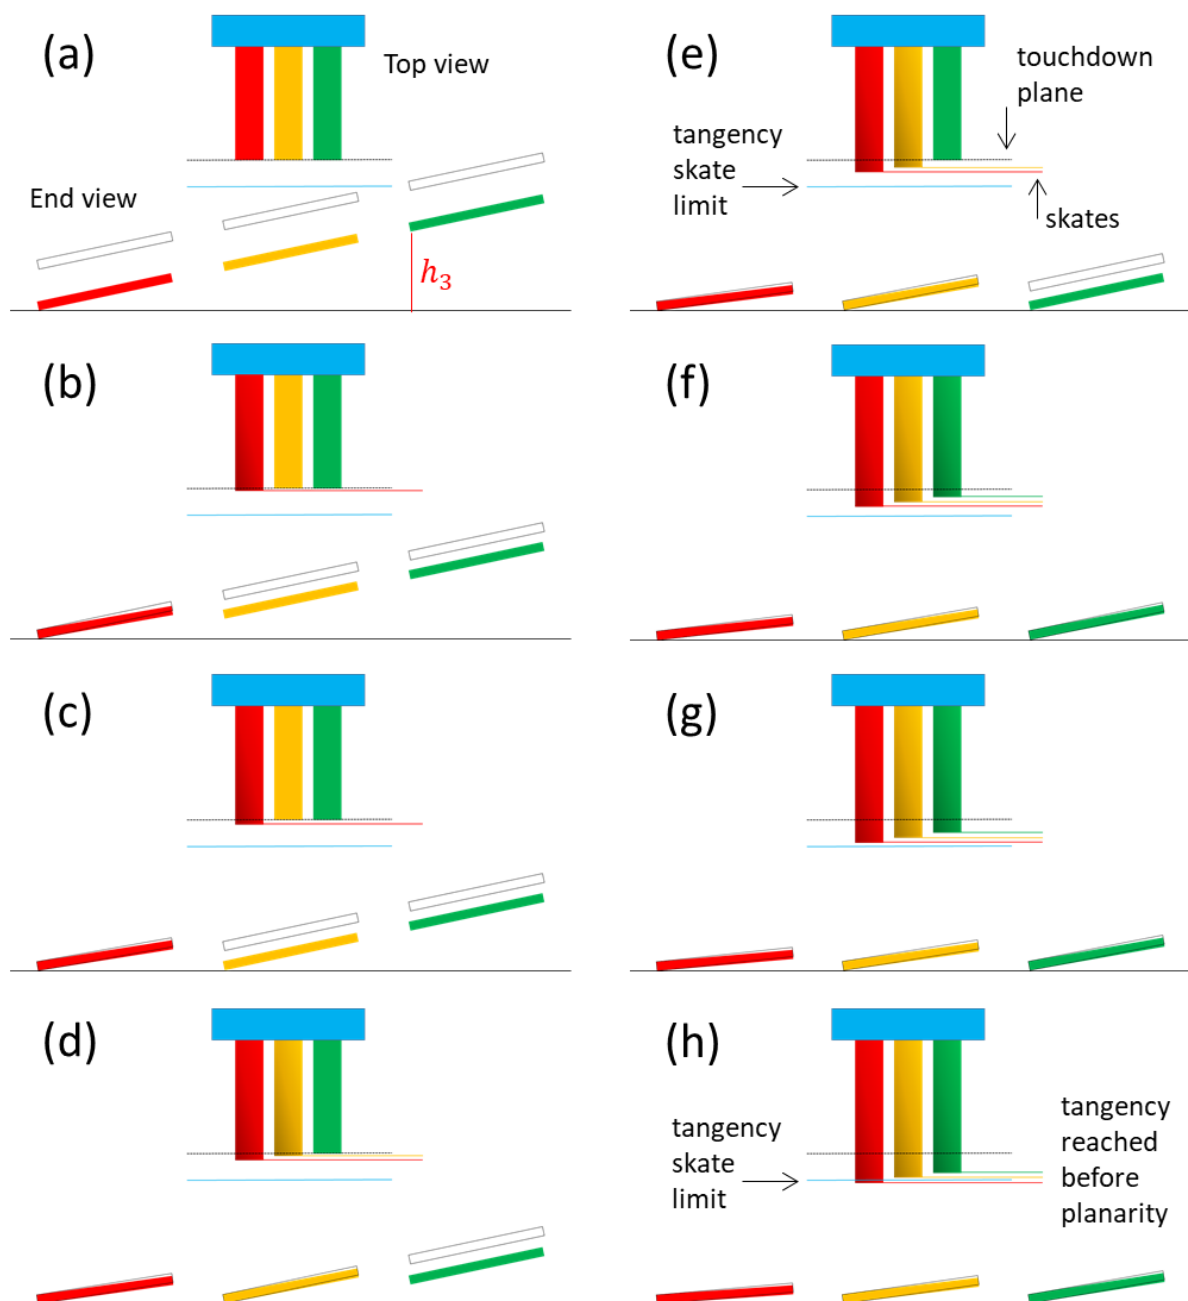 (a)
Top view
End view
h₃
(b)
(c)
(d)
(e)
touchdown
plane
tangency
skate
limit
skates
(f)
(g)
(h)
tangency
skate
limit
tangency
reached
before
planarity